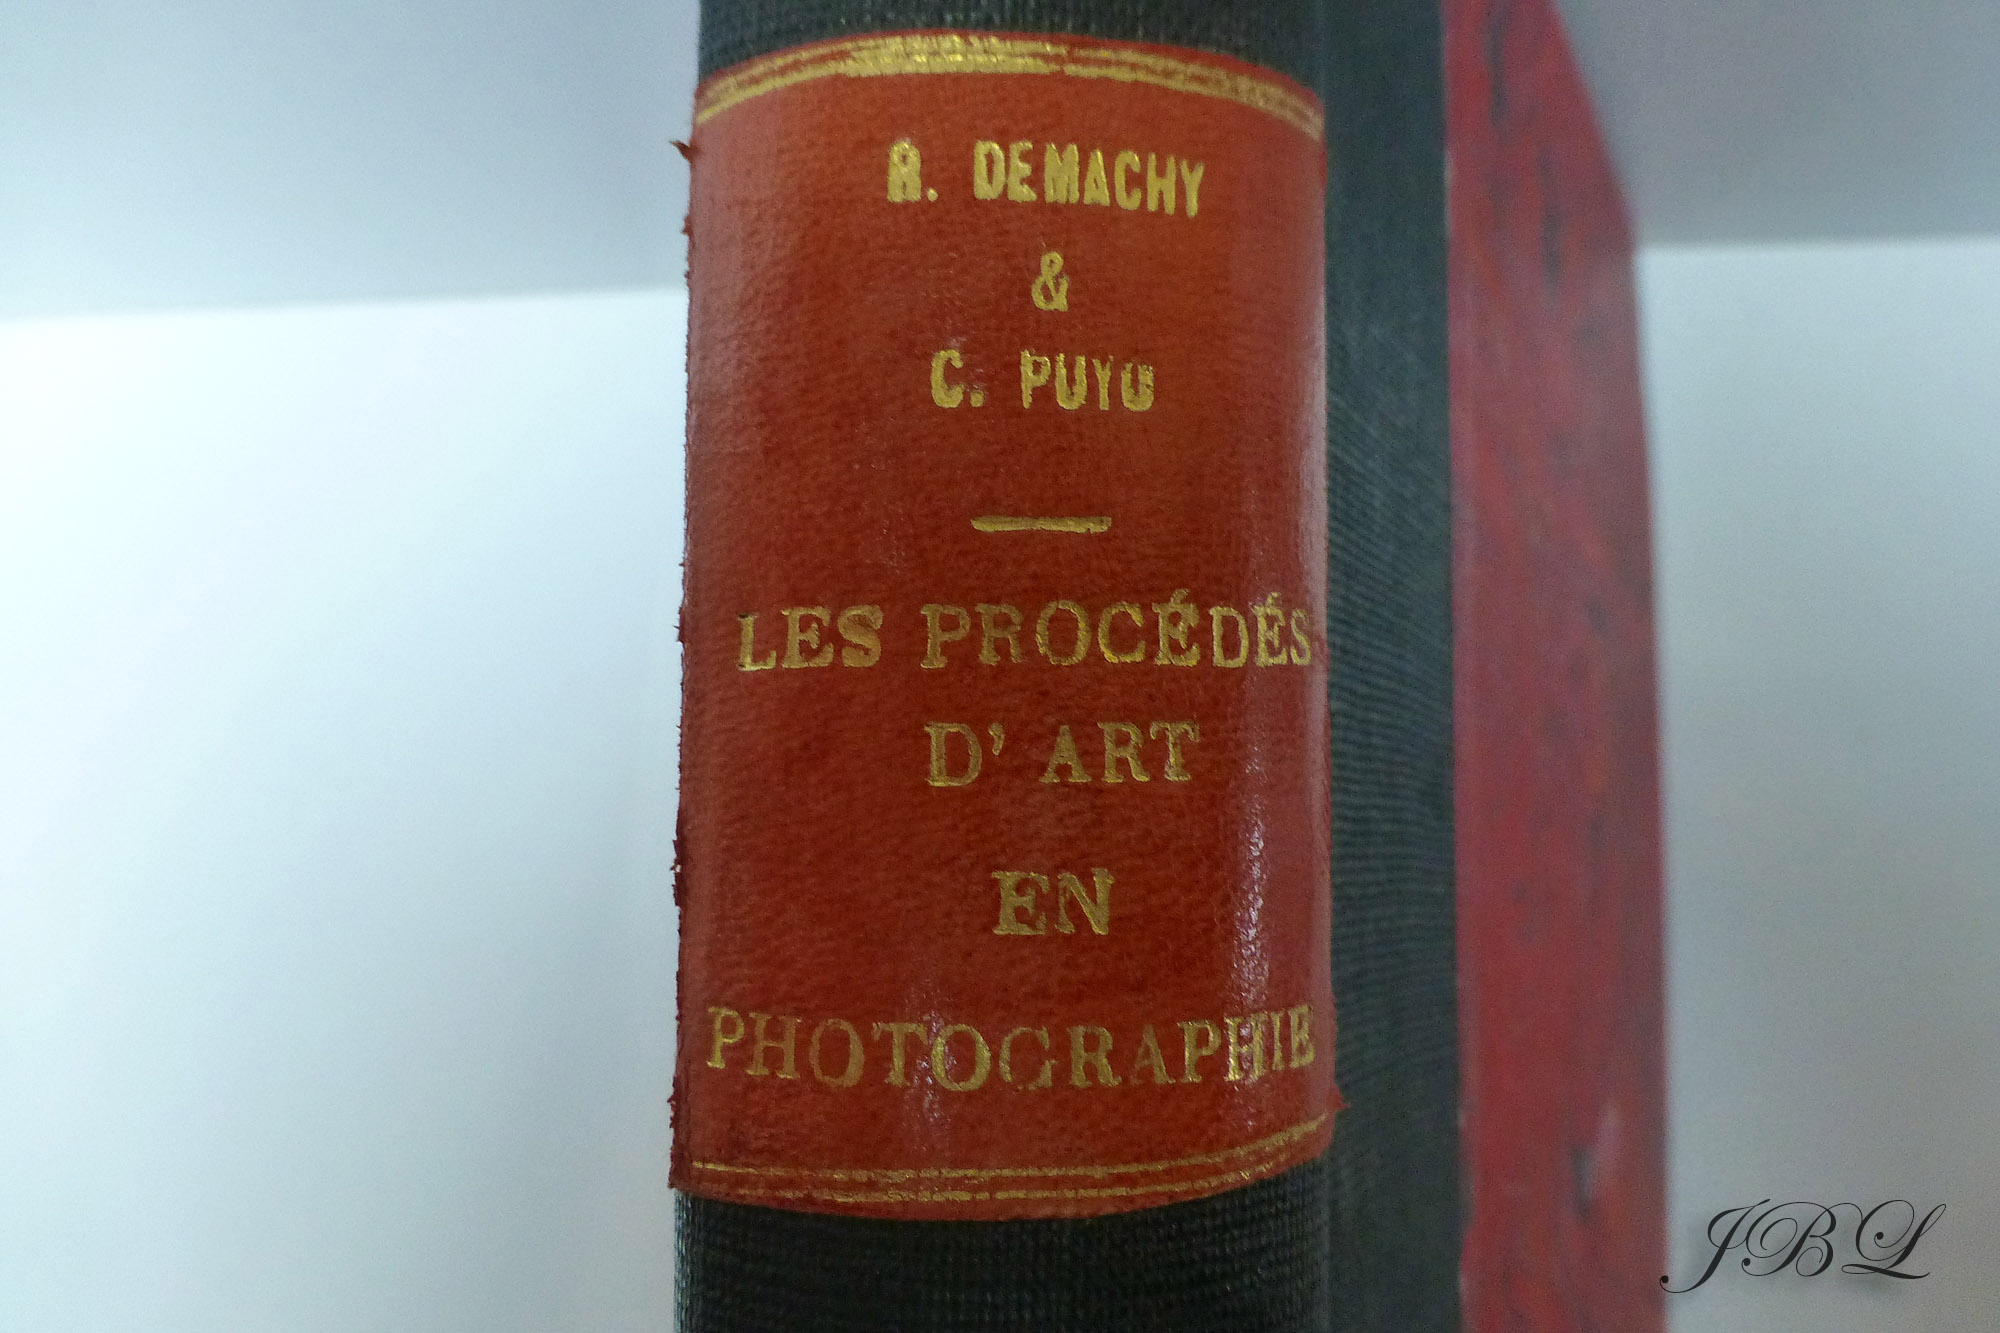 R. DEMACHY
&
C. PUYO
LES PROCÉDÉS
D' ART
EN
PHOTOGRAPHIE
JBL